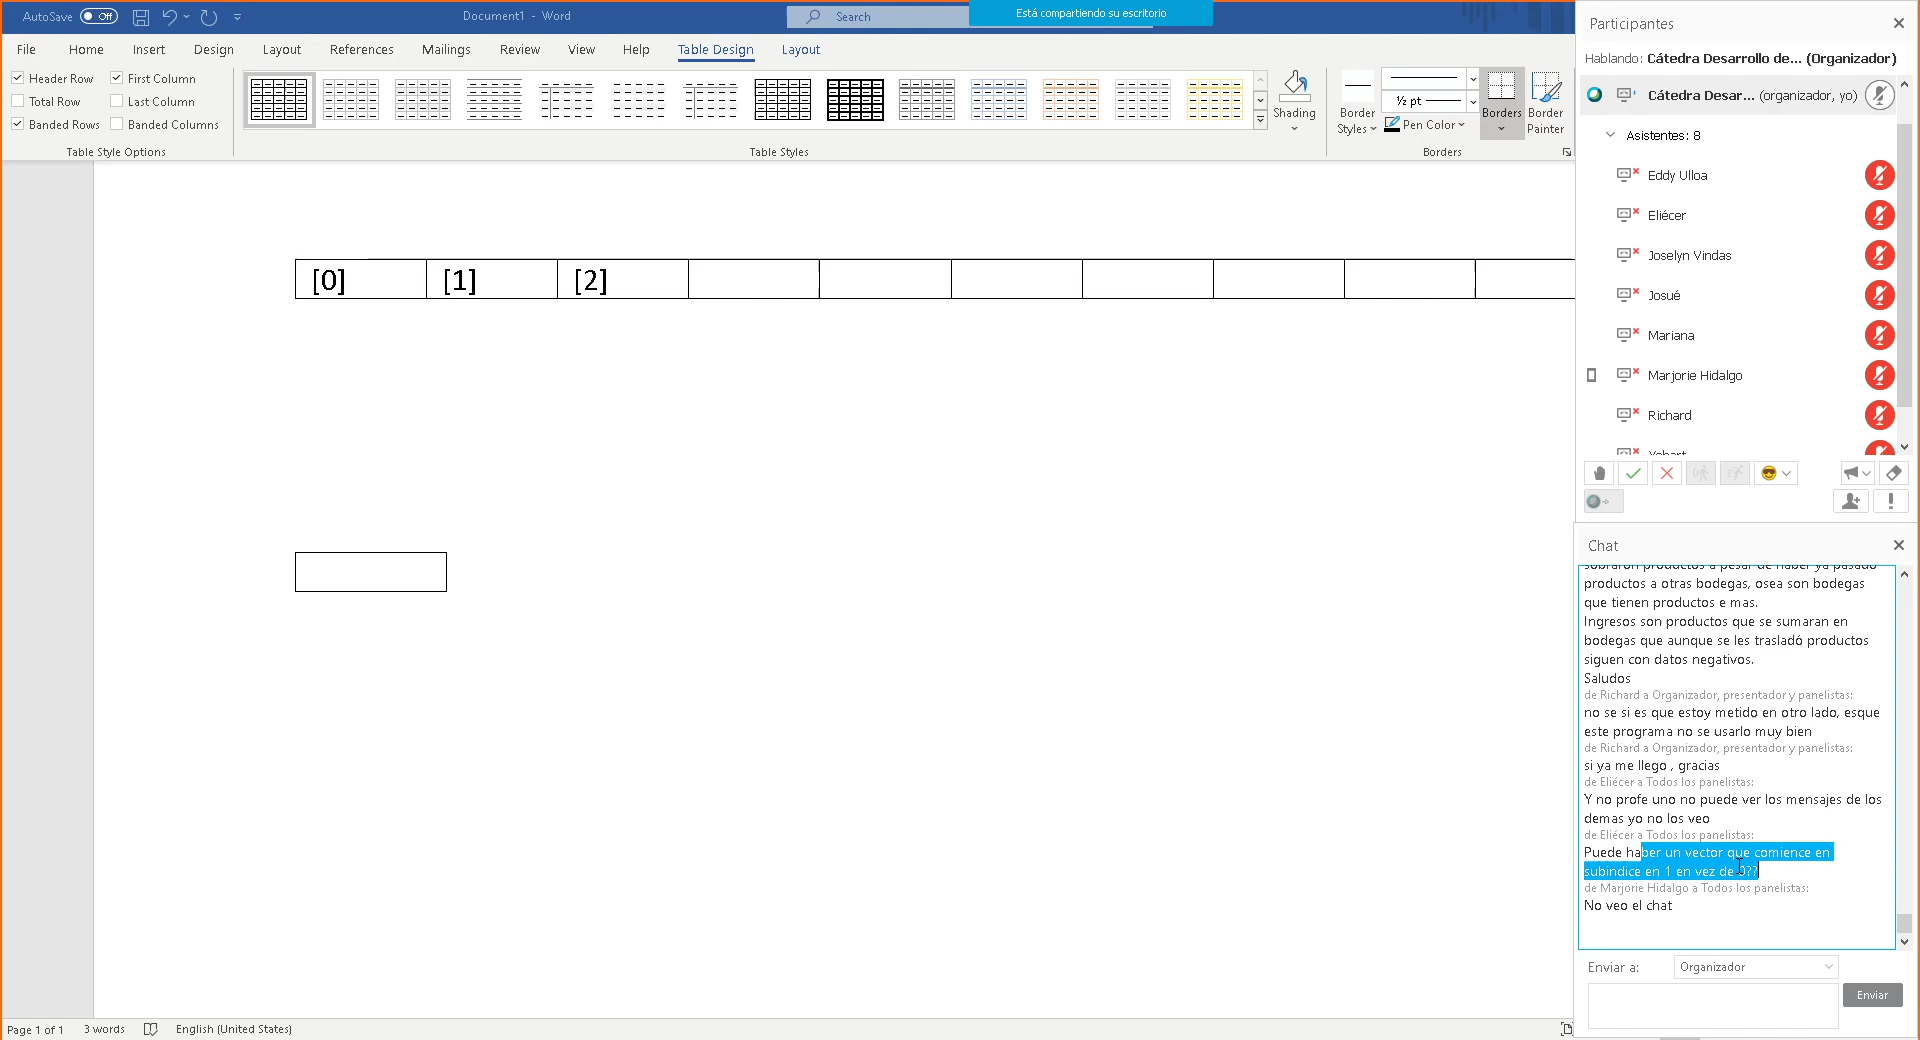 AutoSave Off
Document1 - Word
Search
Está compartiendo su escritorio
File Home Insert Design Layout References Mailings Review View Help Table Design Layout
Header Row First Column
Total Row Last Column
Banded Rows Banded Columns
Table Style Options
Table Styles
Shading
Border Styles
½ pt
Pen Color
Borders
Border Painter
Borders
[0] [1] [2]
Page 1 of 1 3 words English (United States)
Participantes
Hablando: Cátedra Desarrollo de... (Organizador)
Cátedra Desar... (organizador, yo)
Asistentes: 8
Eddy Ulloa
Eliécer
Joselyn Vindas
Josué
Mariana
Marjorie Hidalgo
Richard
Chat
sobraron productos a pesar de haber ya pasado
productos a otras bodegas, osea son bodegas
que tienen productos e mas.
Ingresos son productos que se sumaran en
bodegas que aunque se les trasladó productos
siguen con datos negativos.
Saludos
de Richard a Organizador, presentador y panelistas:
no se si es que estoy metido en otro lado, esque
este programa no se usarlo muy bien
de Richard a Organizador, presentador y panelistas:
si ya me llego , gracias
de Eliécer a Todos los panelistas:
Y no profe uno no puede ver los mensajes de los
demas yo no los veo
de Eliécer a Todos los panelistas:
Puede haber un vector que comience en
subindice en 1 en vez de 0??
de Marjorie Hidalgo a Todos los panelistas:
No veo el chat
Enviar a: Organizador
Enviar